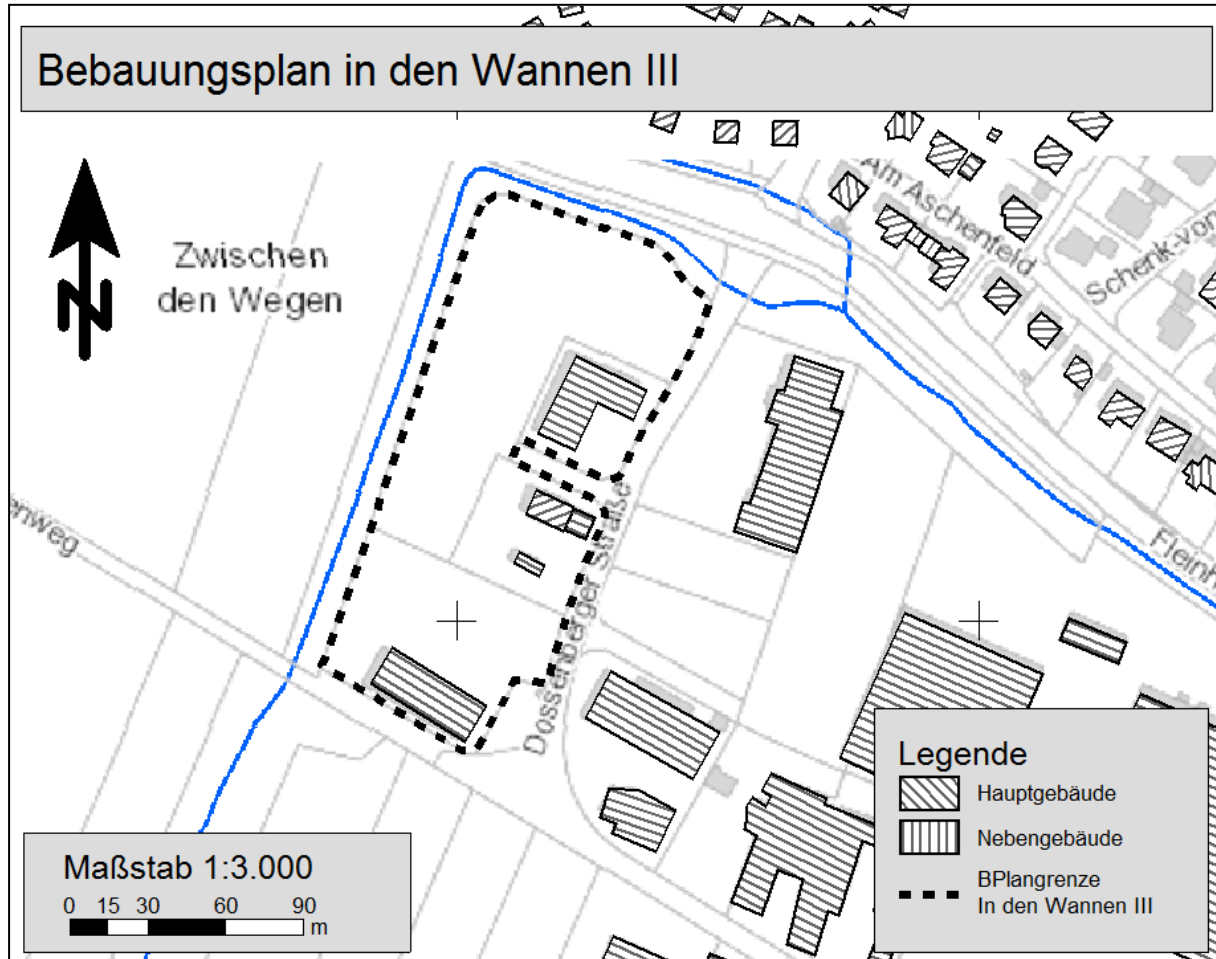 Bebauungsplan in den Wannen III
Am Aschenfeld
Schenk-von
Zwischen
den Wegen
N
enweg
Dossenberger Straße
Fleinh
Legende
Hauptgebäude
Nebengebäude
BPlangrenze
In den Wannen III
Maßstab 1:3.000
0 15 30 60 90
m